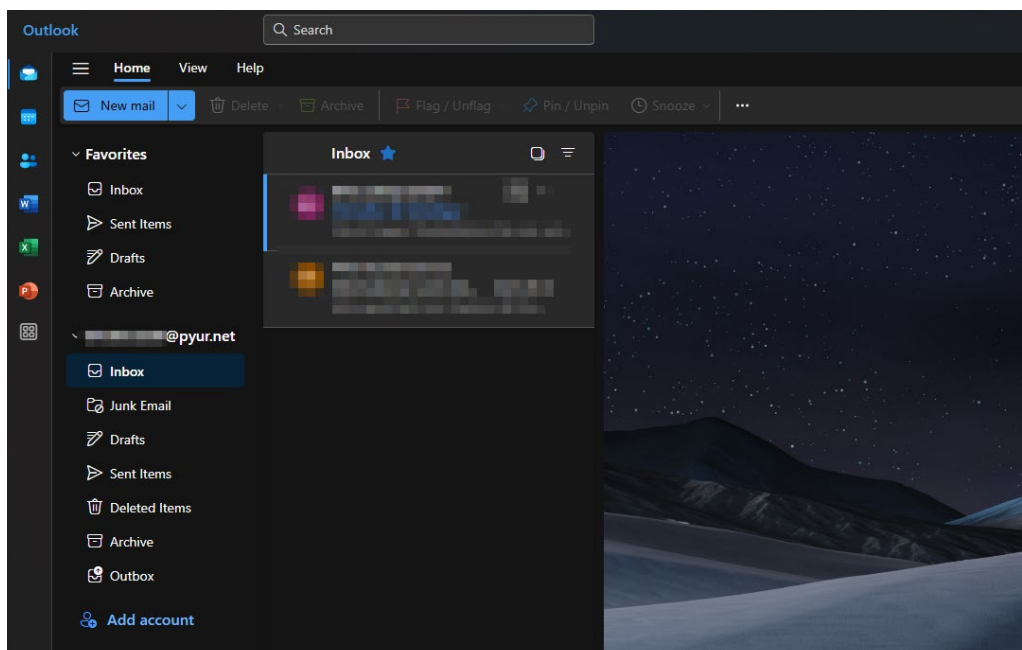 Outlook
Search
Home View Help
New mail Delete Archive Flag / Unflag Pin / Unpin Snooze ...
Favorites
Inbox
Sent Items
Drafts
Archive
@pyur.net
Inbox
Junk Email
Drafts
Sent Items
Deleted Items
Archive
Outbox
Add account
Inbox